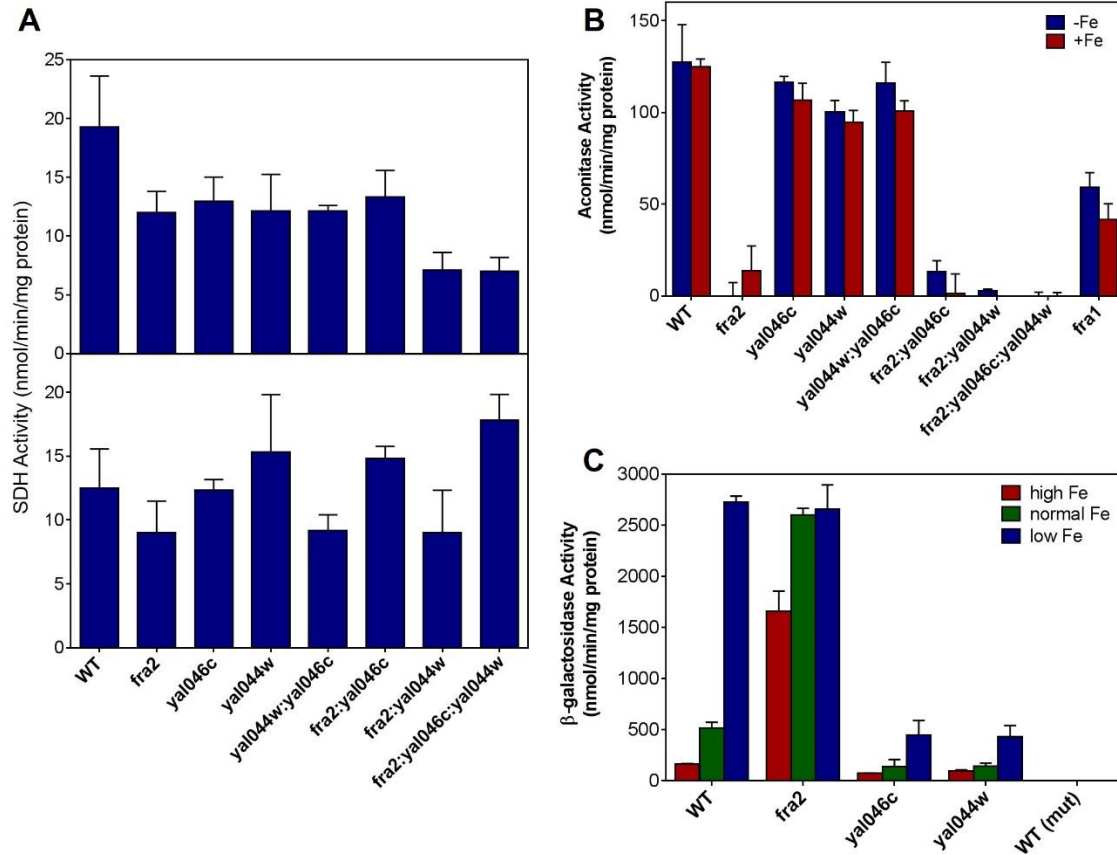 A
SDH Activity (nmol/min/mg protein)
25
20
15
10
5
0
20
15
10
5
0
WT
fra2
yal046c
yal044w
yal044w:yal046c
fra2:yal046c
fra2:yal044w
fra2:yal046c:yal044w
B
Aconitase Activity
(nmol/min/mg protein)
150
100
50
0
-Fe
+Fe
WT
fra2
yal046c
yal044w
yal044w:yal046c
fra2:yal046c
fra2:yal044w
fra2:yal046c:yal044w
fra1
C
β-galactosidase Activity
(nmol/min/mg protein)
3000
2500
2000
1500
1000
500
0
high Fe
normal Fe
low Fe
WT
fra2
yal046c
yal044w
WT (mut)